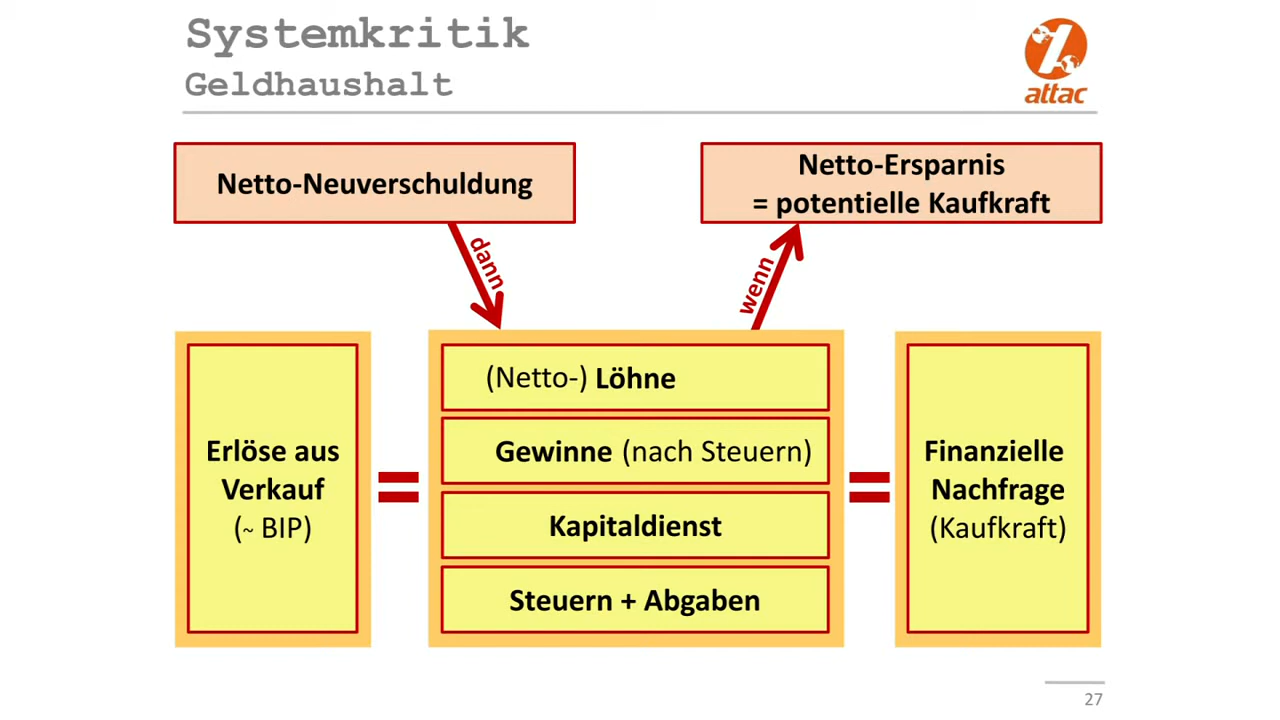 Systemkritik
Geldhaushalt
attac
Netto-Neuverschuldung
Netto-Ersparnis
= potentielle Kaufkraft
dann
wenn
Erlöse aus
Verkauf
(~ BIP)
=
(Netto-) Löhne
Gewinne (nach Steuern)
Kapitaldienst
Steuern + Abgaben
=
Finanzielle
Nachfrage
(Kaufkraft)
27